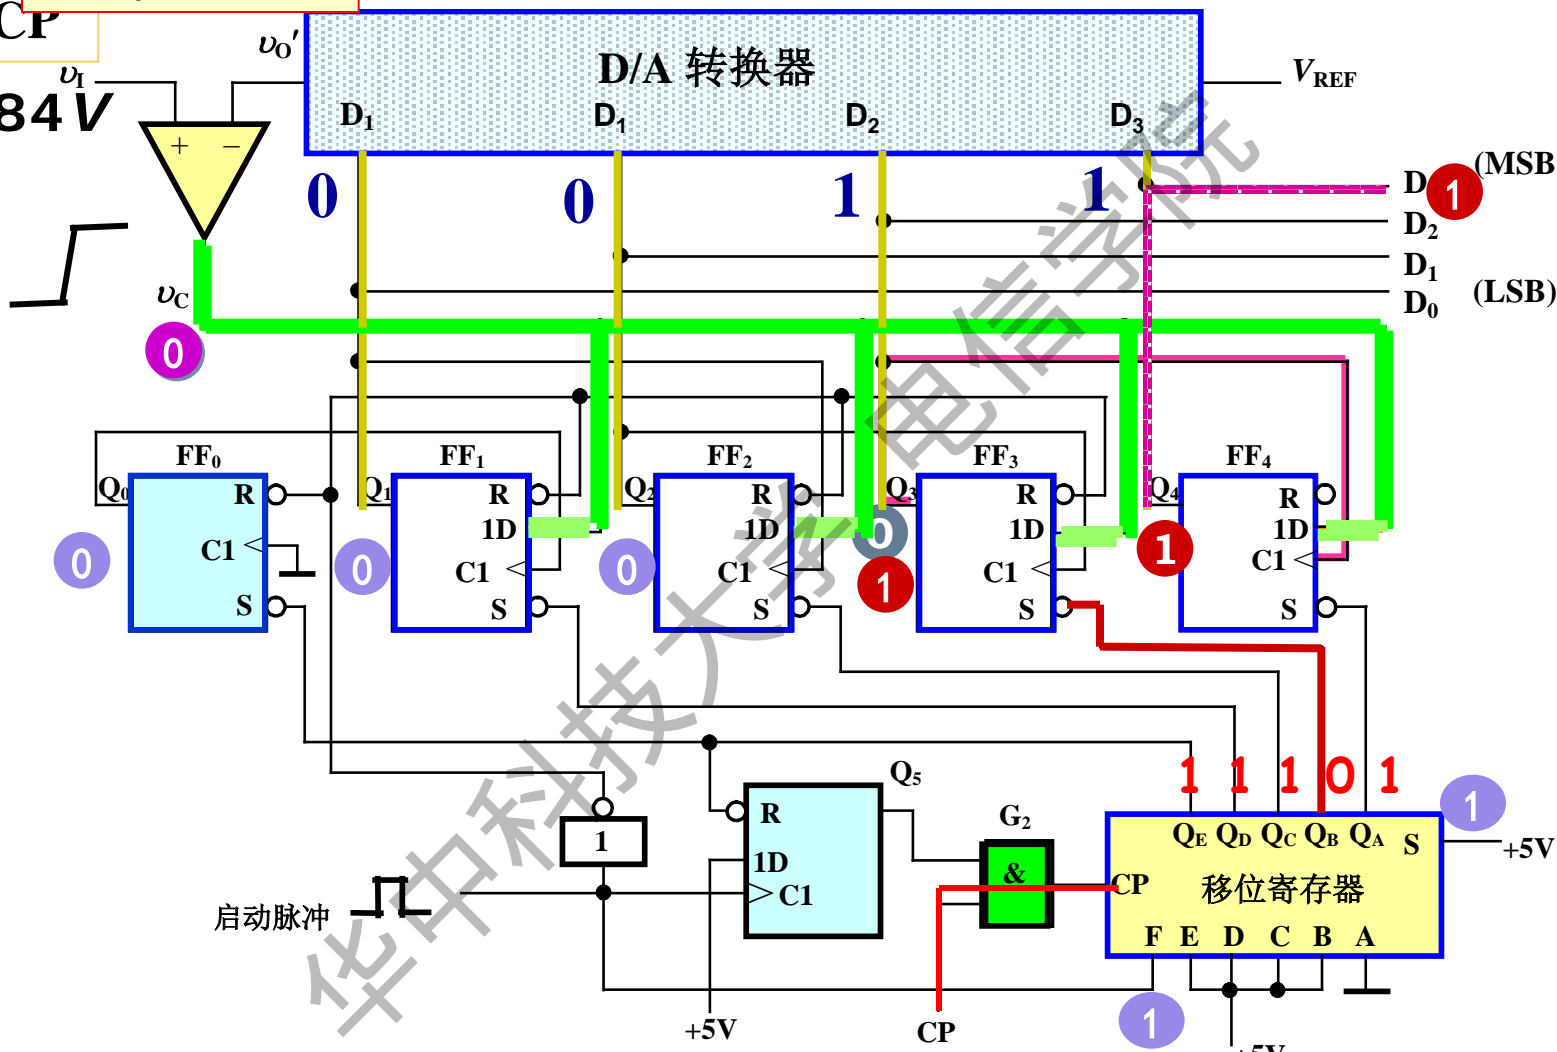 CP
υI
84V
υO′
D/A 转换器
VREF
D1
D1
D2
D3
+ −
0
0
1
1
D
1
(MSB
D2
D1
D0
(LSB)
υC
0
FF0
FF1
FF2
FF3
FF4
Q0
R
C1
S
Q1
R
1D
C1
S
Q2
R
1D
C1
S
Q3
R
1D
C1
S
Q4
R
1D
C1
S
0
0
0
0
1
1
1 1 1 0 1
Q5
R
1D
C1
1
G2
&
QE QD QC QB QA S
1
+5V
CP
移位寄存器
F E D C B A
启动脉冲
+5V
CP
1
+5V
华中科技大学 电信学院